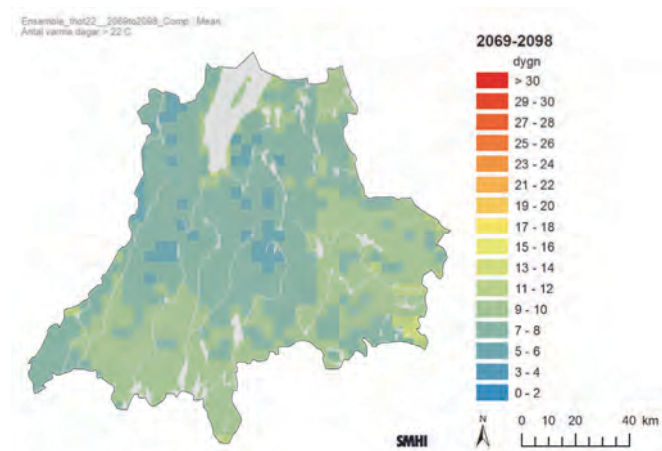 Ensemble_thot22__2069to2098_Comp Mean
Antal varma dagar > 22 C
2069-2098
dygn
> 30
29 - 30
27 - 28
25 - 26
23 - 24
21 - 22
19 - 20
17 - 18
15 - 16
13 - 14
11 - 12
9 - 10
7 - 8
5 - 6
3 - 4
0 - 2
SMHI
N
0 10 20 40 km